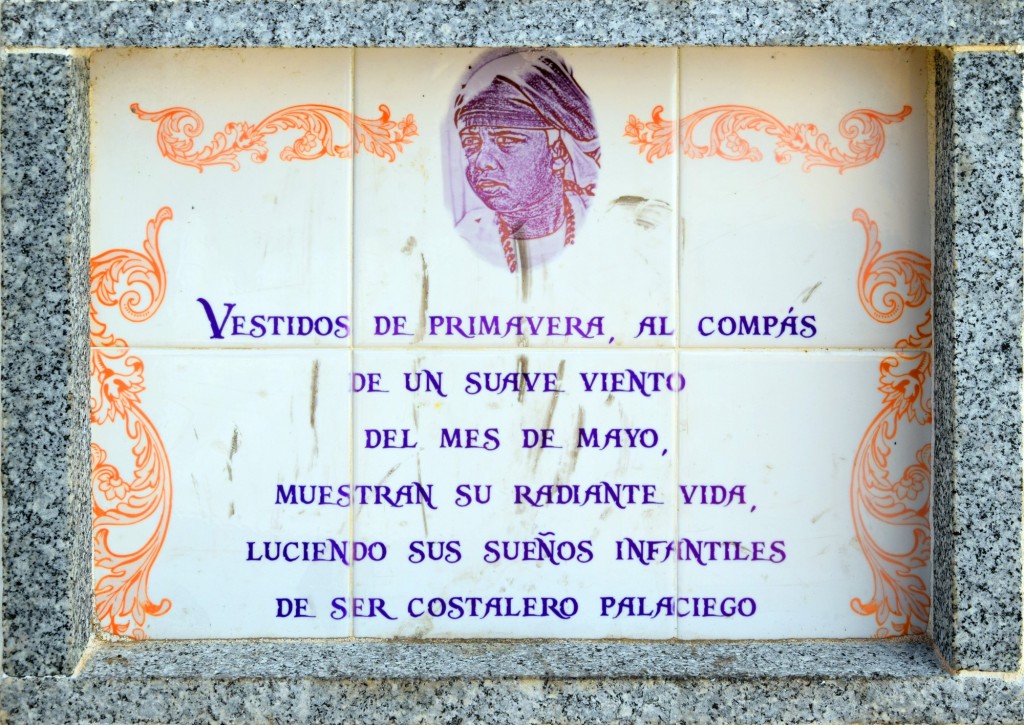 VESTIDOS DE PRIMAVERA, AL COMPÁS
DE UN SUAVE VIENTO
DEL MES DE MAYO,
MUESTRAN SU RADIANTE VIDA,
LUCIENDO SUS SUEÑOS INFANTILES
DE SER COSTALERO PALACIEGO